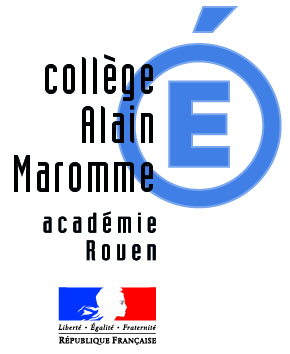 collège
Alain
Maromme
É
académie
Rouen
Liberté • Égalité • Fraternité
RÉPUBLIQUE FRANÇAISE